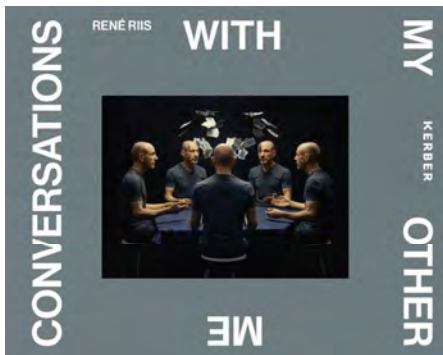 CONVERSATIONS
RENÉ RIIS
WITH
MY
KERBER
OTHER
ME